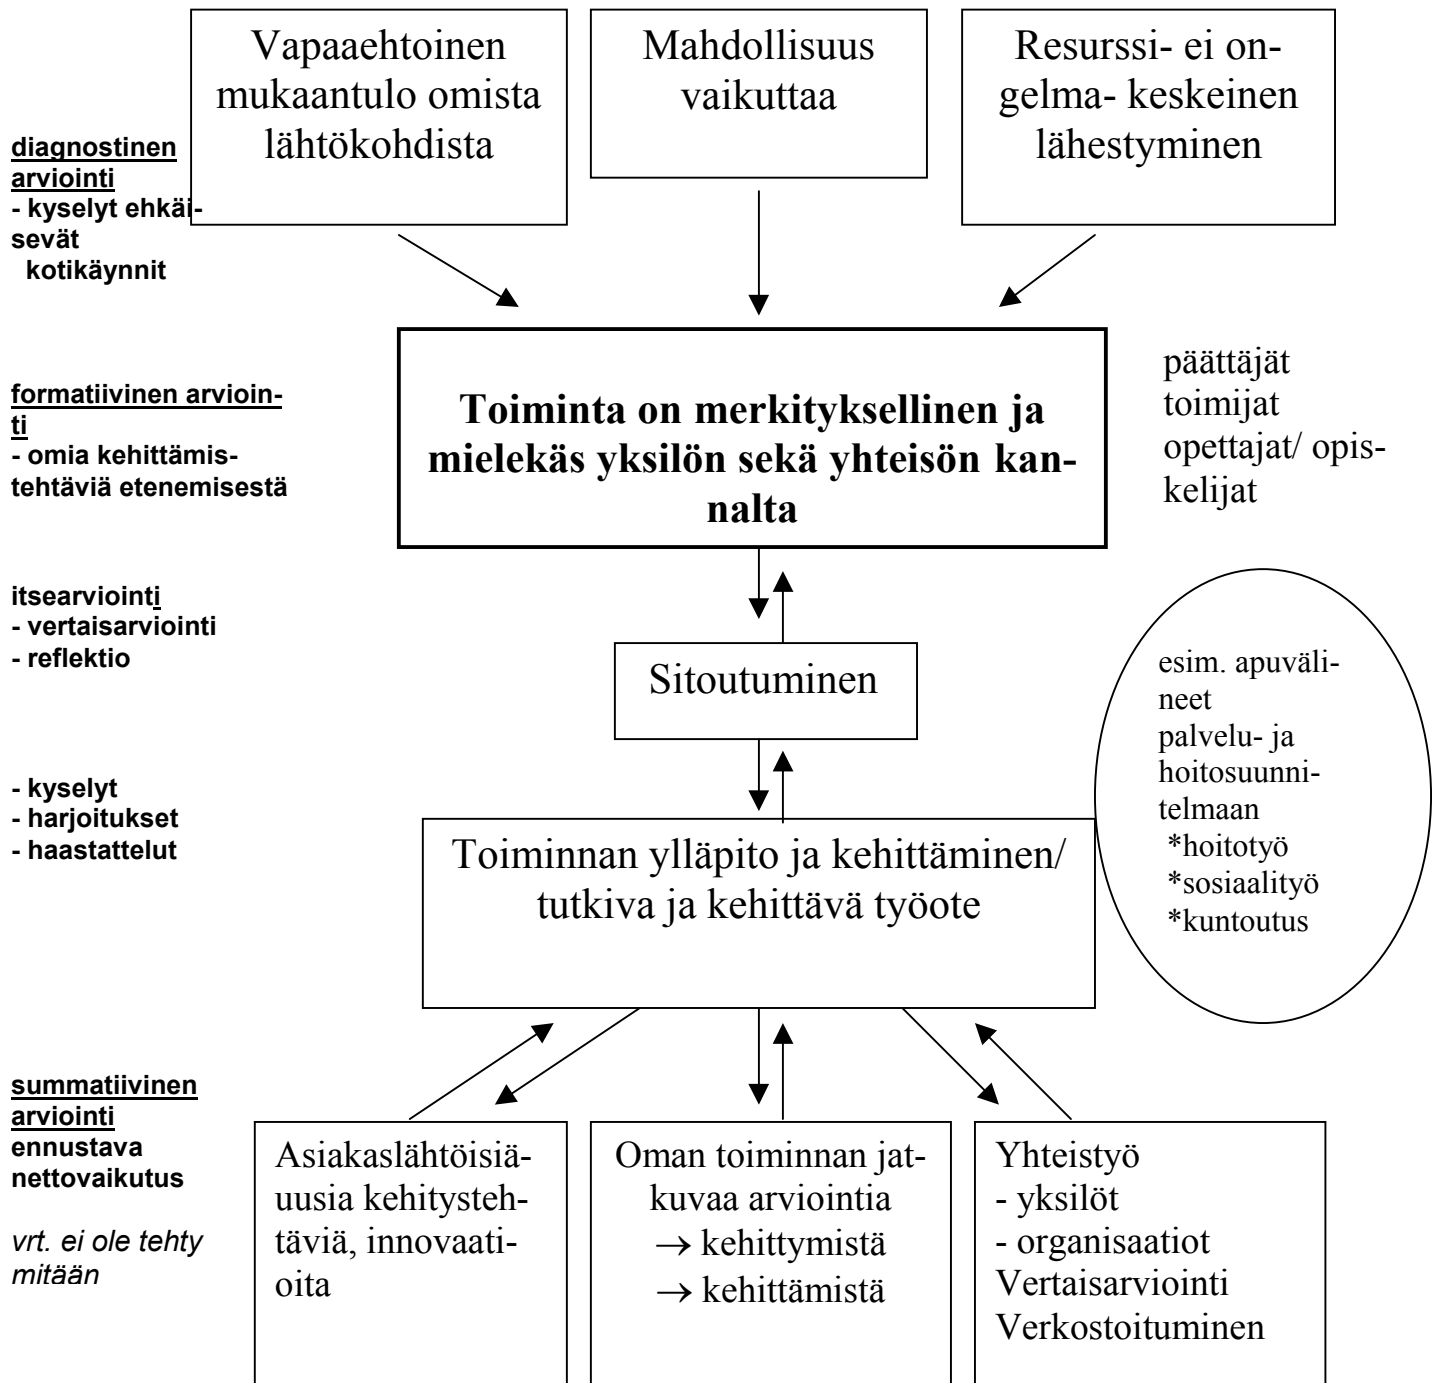 Vapaaehtoinen
mukaantulo omista
lähtökohdista
Mahdollisuus
vaikuttaa
Resurssi- ei on-
gelma- keskeinen
lähestyminen
diagnostinen
arviointi
- kyselyt ehkäi-
sevät
kotikäynnit
formatiivinen arvioin-
ti
- omia kehittämis-
tehtäviä etenemisestä
Toiminta on merkityksellinen ja
mielekäs yksilön sekä yhteisön kan-
nalta
päättäjät
toimijat
opettajat/ opis-
kelijat
itsearviointi
- vertaisarviointi
- reflektio
Sitoutuminen
esim. apuväli-
neet
palvelu- ja
hoitosuunni-
telmaan
*hoitotyö
*sosiaalityö
*kuntoutus
- kyselyt
- harjoitukset
- haastattelut
Toiminnan ylläpito ja kehittäminen/
tutkiva ja kehittävä työote
summatiivinen
arviointi
ennustava
nettovaikutus
vrt. ei ole tehty
mitään
Asiakaslähtöisiä-
uusia kehitysteh-
täviä, innovaati-
oita
Oman toiminnan jat-
kuvaa arviointia
→ kehittymistä
→ kehittämistä
Yhteistyö
- yksilöt
- organisaatiot
Vertaisarviointi
Verkostoituminen